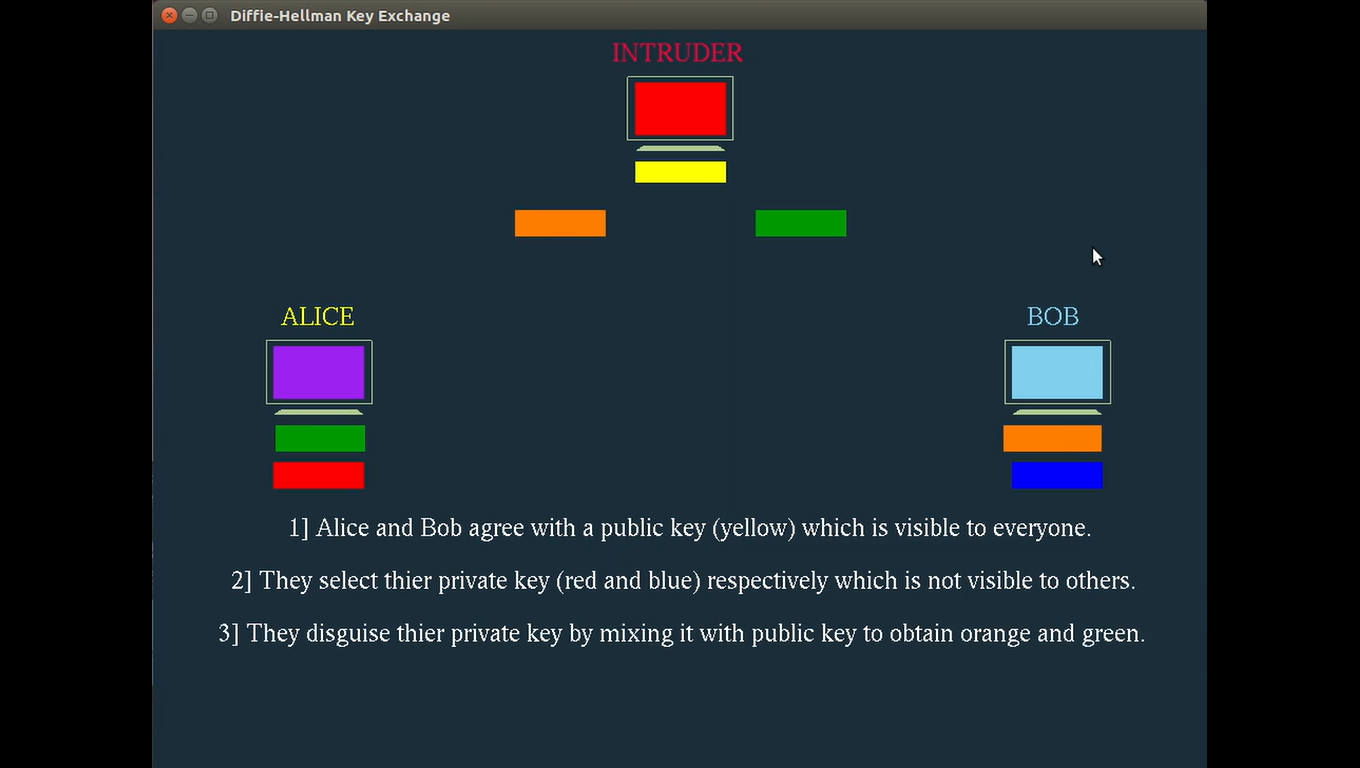 Diffie-Hellman Key Exchange
INTRUDER
ALICE
BOB
1] Alice and Bob agree with a public key (yellow) which is visible to everyone.
2] They select thier private key (red and blue) respectively which is not visible to others.
3] They disguise thier private key by mixing it with public key to obtain orange and green.